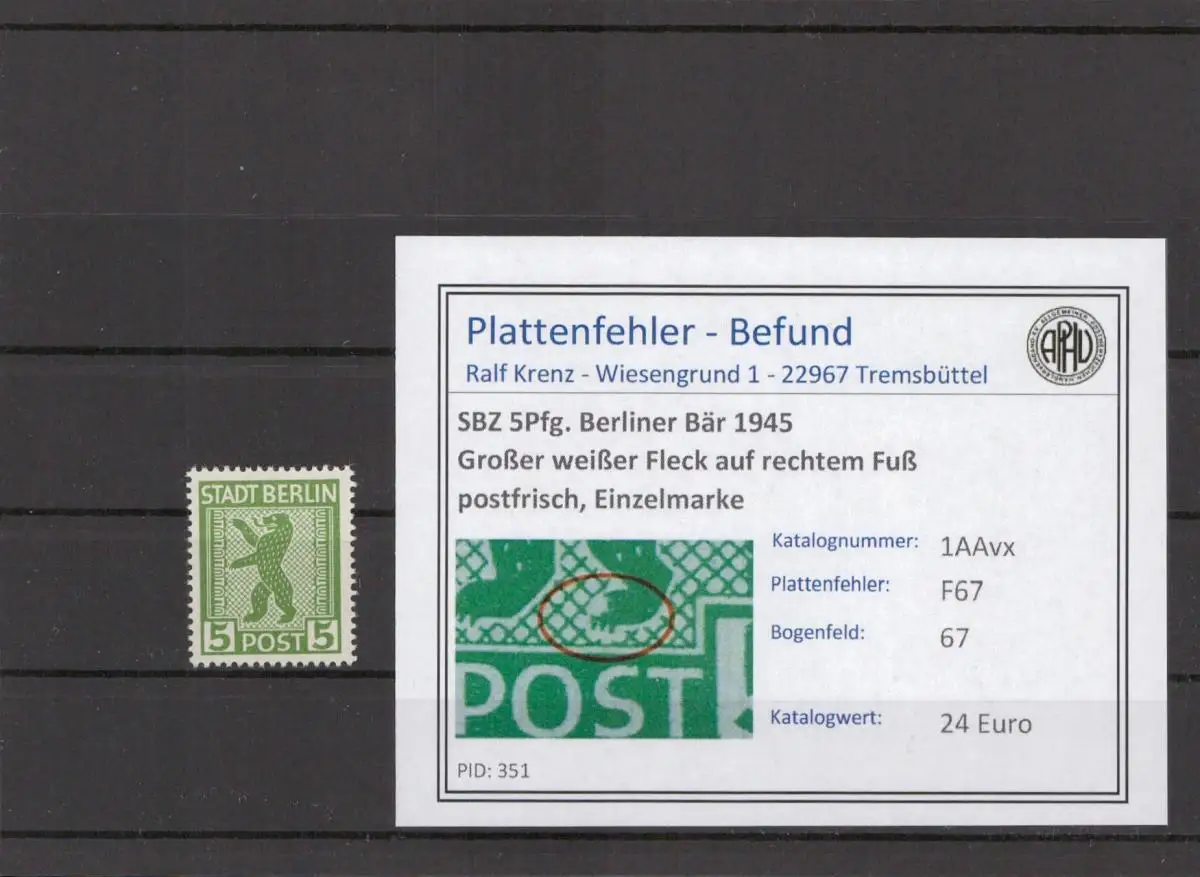 STADT BERLIN
5 POST 5
Plattenfehler - Befund
Ralf Krenz - Wiesengrund 1 - 22967 Tremsbüttel
APHV
SBZ 5Pfg. Berliner Bär 1945
Großer weißer Fleck auf rechtem Fuß
postfrisch, Einzelmarke
POST
Katalognummer: 1AAvx
Plattenfehler: F67
Bogenfeld: 67
Katalogwert: 24 Euro
PID: 351